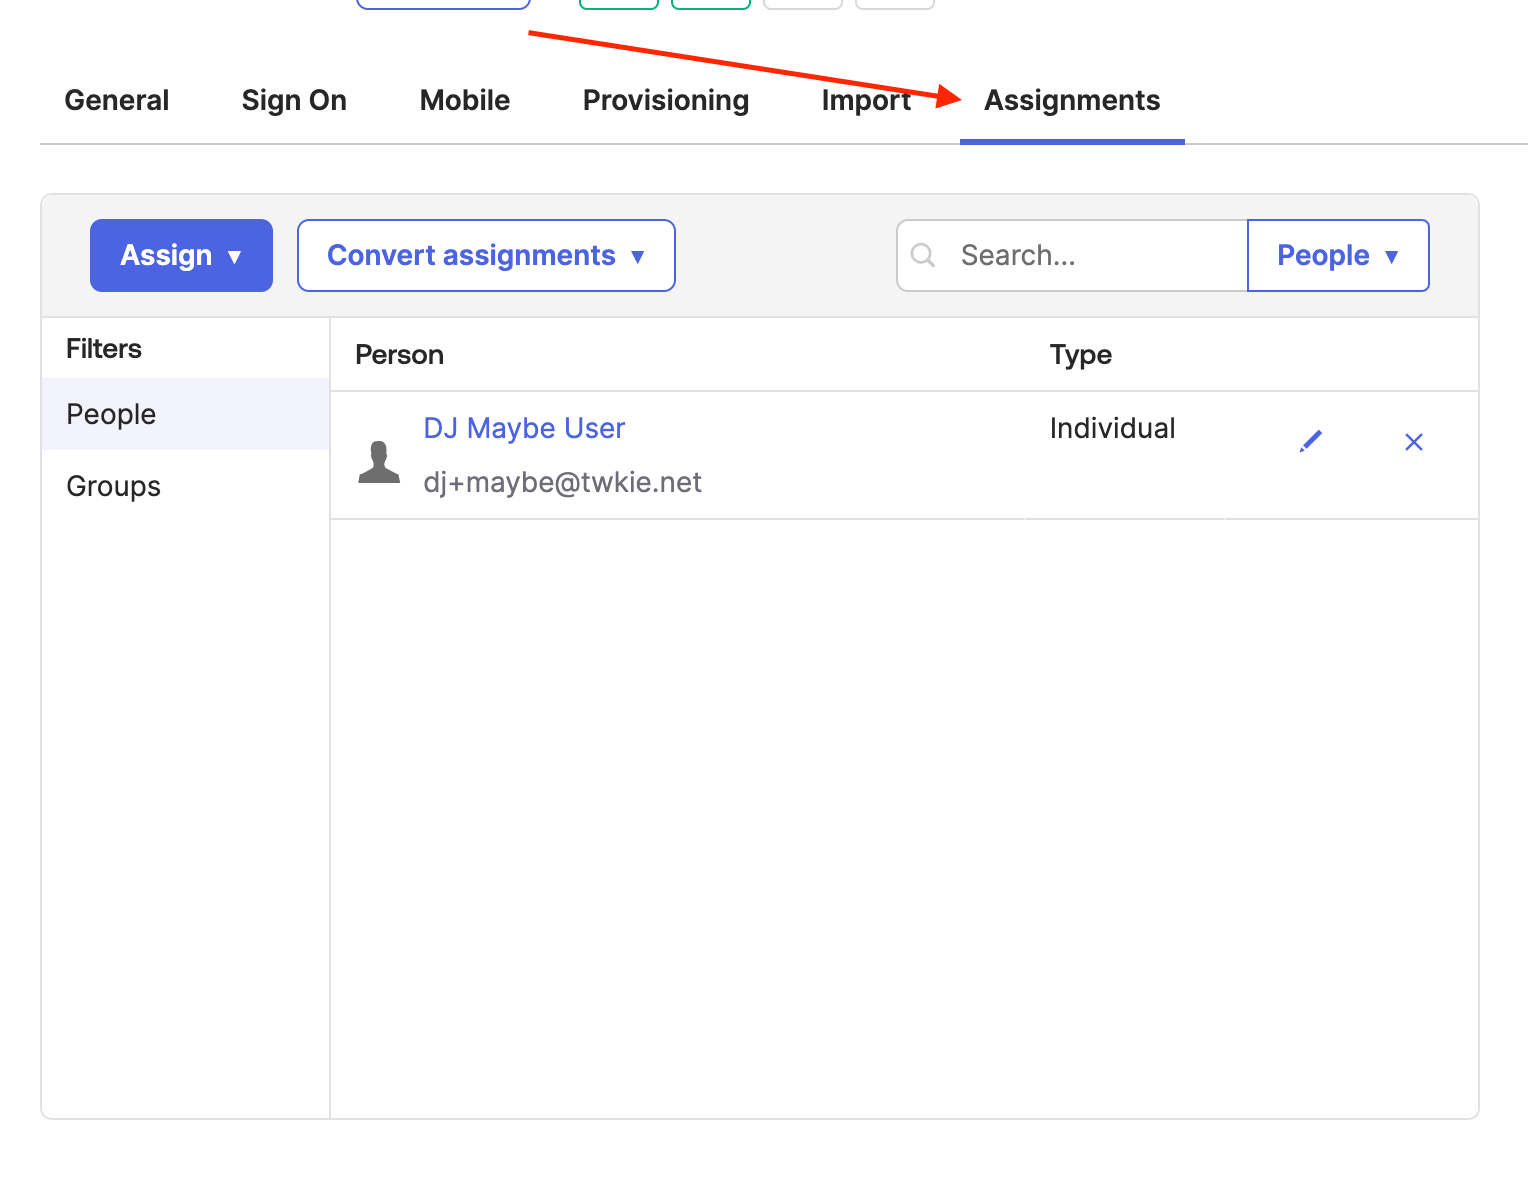 General Sign On Mobile Provisioning Import Assignments
Assign ▼ Convert assignments ▼ Search... People ▼
Filters
People
Groups
Person Type
DJ Maybe User Individual
dj+maybe@twkie.net